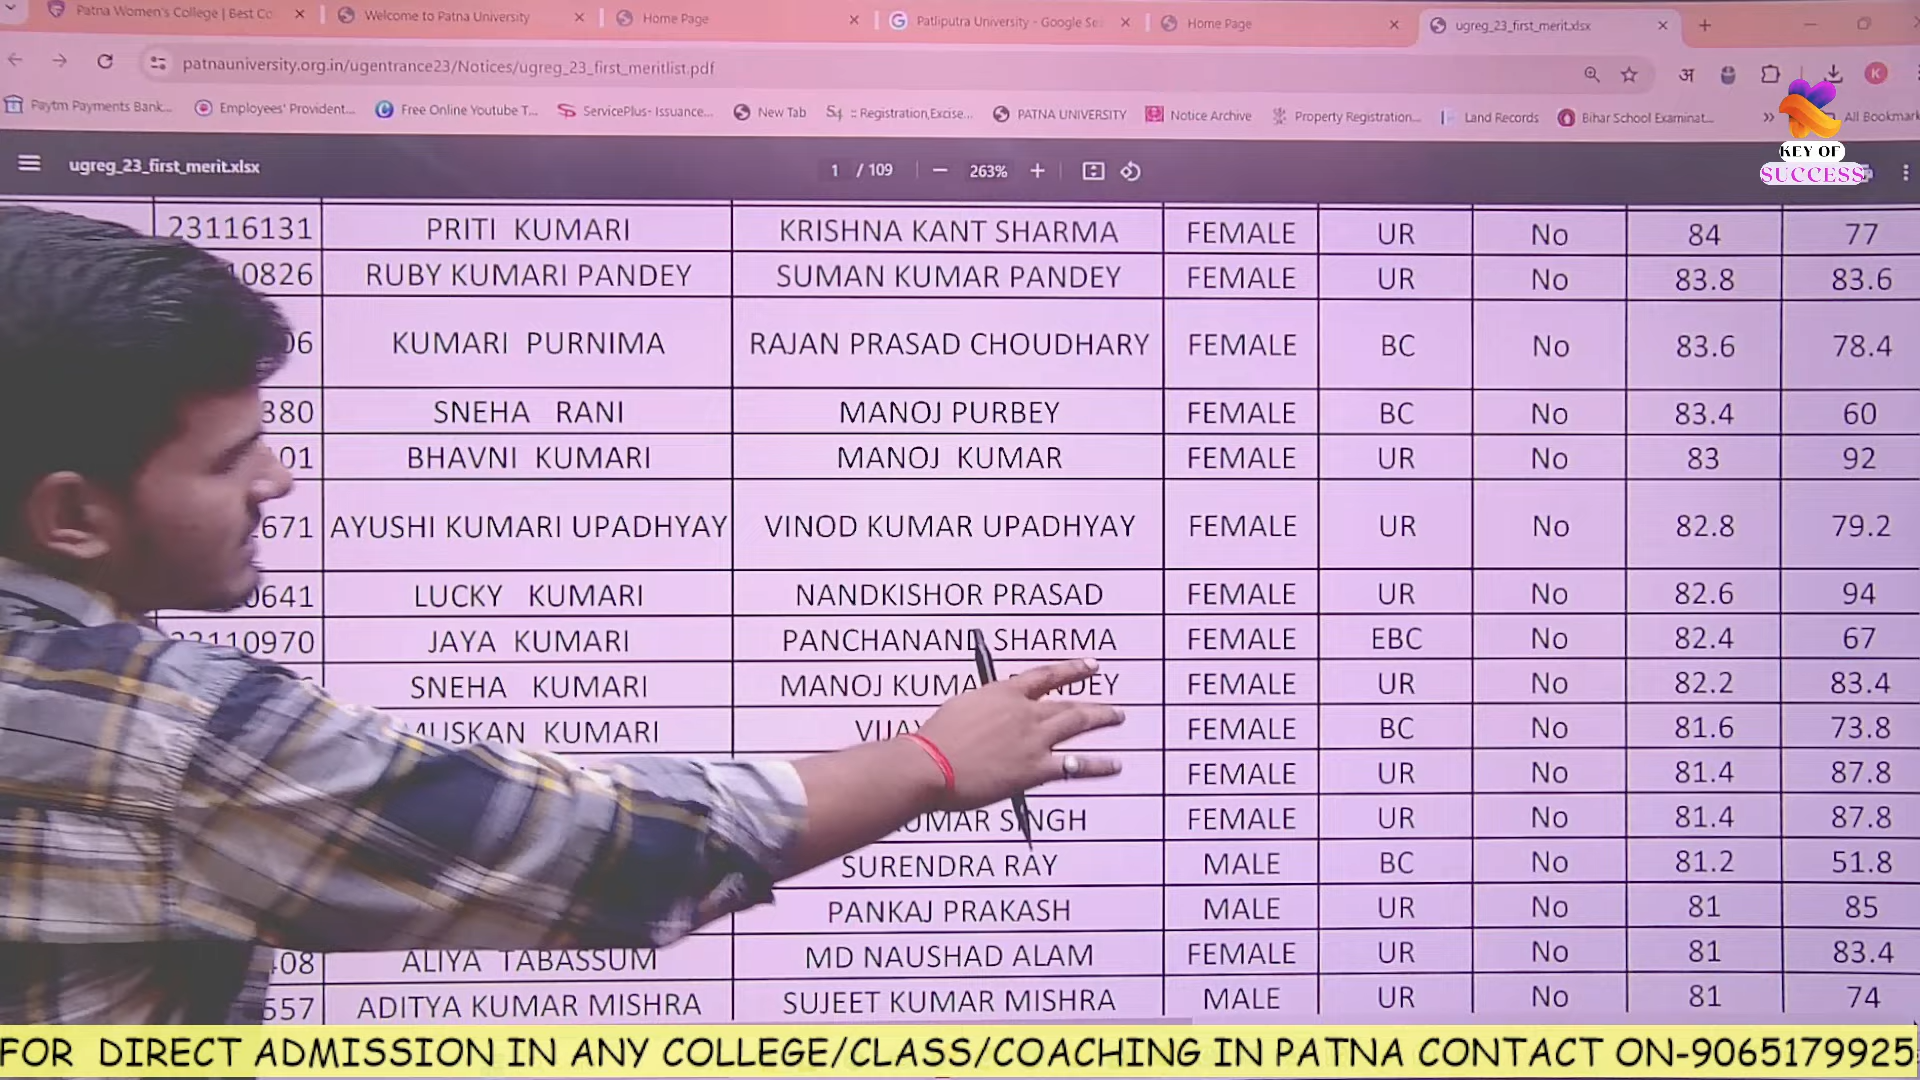 Patna Women's College | Best Co
Welcome to Patna University
Home Page
Patliputra University - Google Se
Home Page
ugreg_23_first_merit.xlsx
patnauniversity.org.in/ugentrance23/Notices/ugreg_23_first_meritlist.pdf
अ
K
Paytm Payments Bank...
Employees' Provident...
Free Online Youtube T...
ServicePlus- Issuance...
New Tab
:: Registration,Excise...
PATNA UNIVERSITY
Notice Archive
Property Registration...
Land Records
Bihar School Examinat...
All Bookmark
KEY OF
SUCCESS
ugreg_23_first_merit.xlsx
1 / 109
263%
23116131 PRITI KUMARI KRISHNA KANT SHARMA FEMALE UR No 84 77
0826 RUBY KUMARI PANDEY SUMAN KUMAR PANDEY FEMALE UR No 83.8 83.6
06 KUMARI PURNIMA RAJAN PRASAD CHOUDHARY FEMALE BC No 83.6 78.4
380 SNEHA RANI MANOJ PURBEY FEMALE BC No 83.4 60
01 BHAVNI KUMARI MANOJ KUMAR FEMALE UR No 83 92
671 AYUSHI KUMARI UPADHYAY VINOD KUMAR UPADHYAY FEMALE UR No 82.8 79.2
0641 LUCKY KUMARI NANDKISHOR PRASAD FEMALE UR No 82.6 94
23110970 JAYA KUMARI PANCHANAND SHARMA FEMALE EBC No 82.4 67
SNEHA KUMARI MANOJ KUMAR PANDEY FEMALE UR No 82.2 83.4
MUSKAN KUMARI VIJAY FEMALE BC No 81.6 73.8
FEMALE UR No 81.4 87.8
KUMAR SINGH FEMALE UR No 81.4 87.8
SURENDRA RAY MALE BC No 81.2 51.8
PANKAJ PRAKASH MALE UR No 81 85
408 ALIYA TABASSUM MD NAUSHAD ALAM FEMALE UR No 81 83.4
557 ADITYA KUMAR MISHRA SUJEET KUMAR MISHRA MALE UR No 81 74
FOR DIRECT ADMISSION IN ANY COLLEGE/CLASS/COACHING IN PATNA CONTACT ON-9065179925